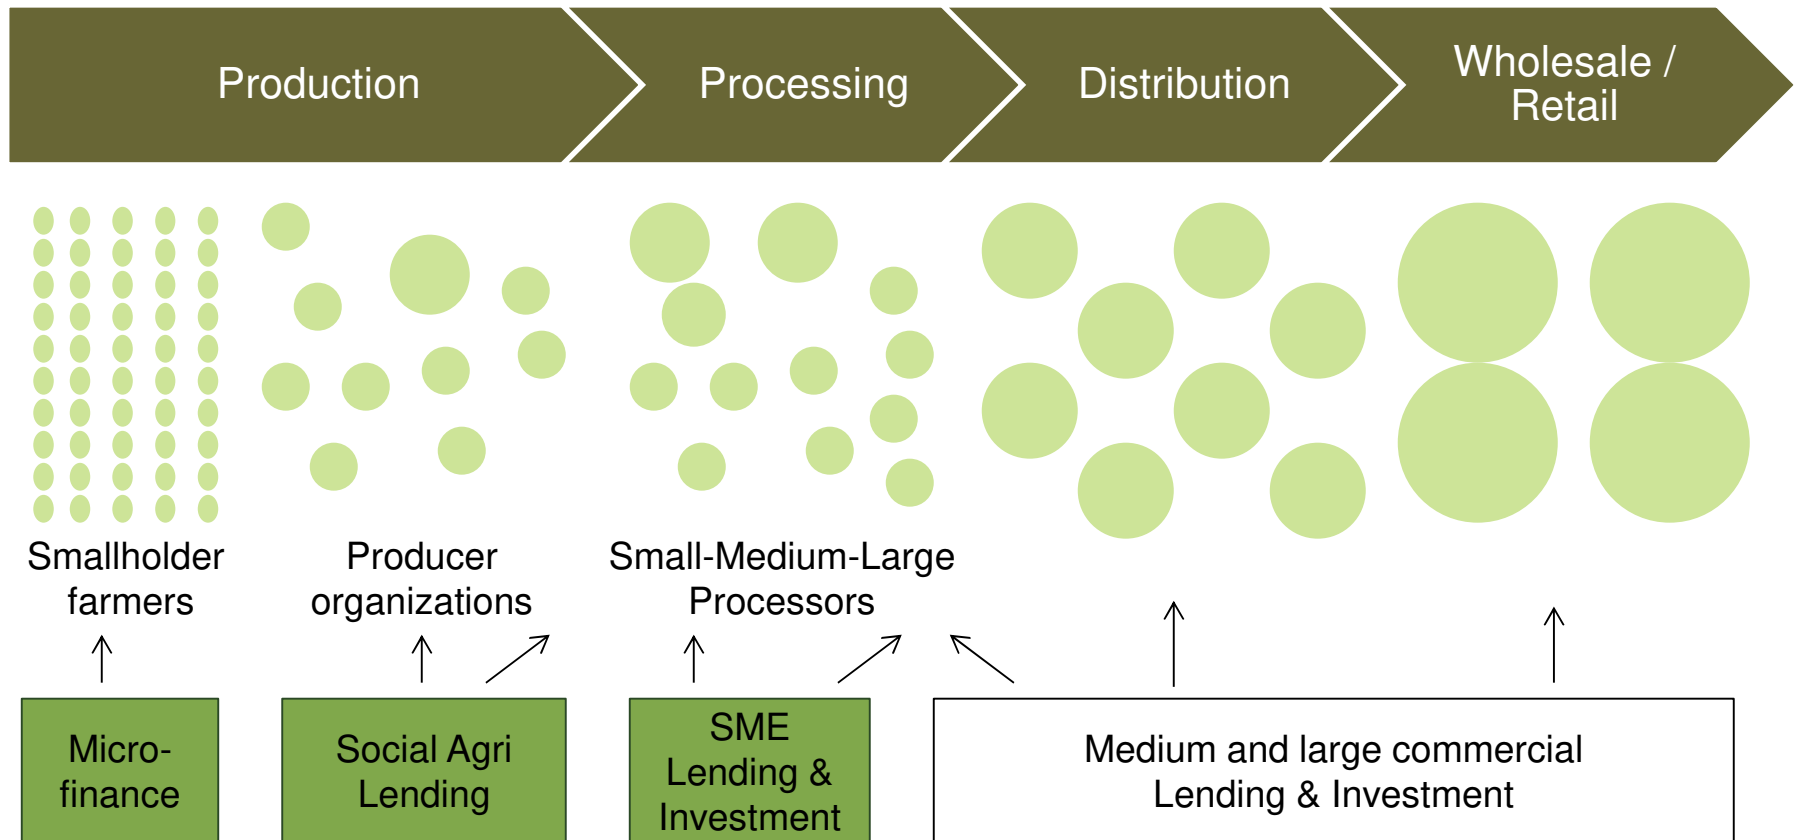 Production
Processing
Distribution
Wholesale /
Retail
Smallholder
farmers
Producer
organizations
Small-Medium-Large
Processors
Micro-
finance
Social Agri
Lending
SME
Lending &
Investment
Medium and large commercial
Lending & Investment